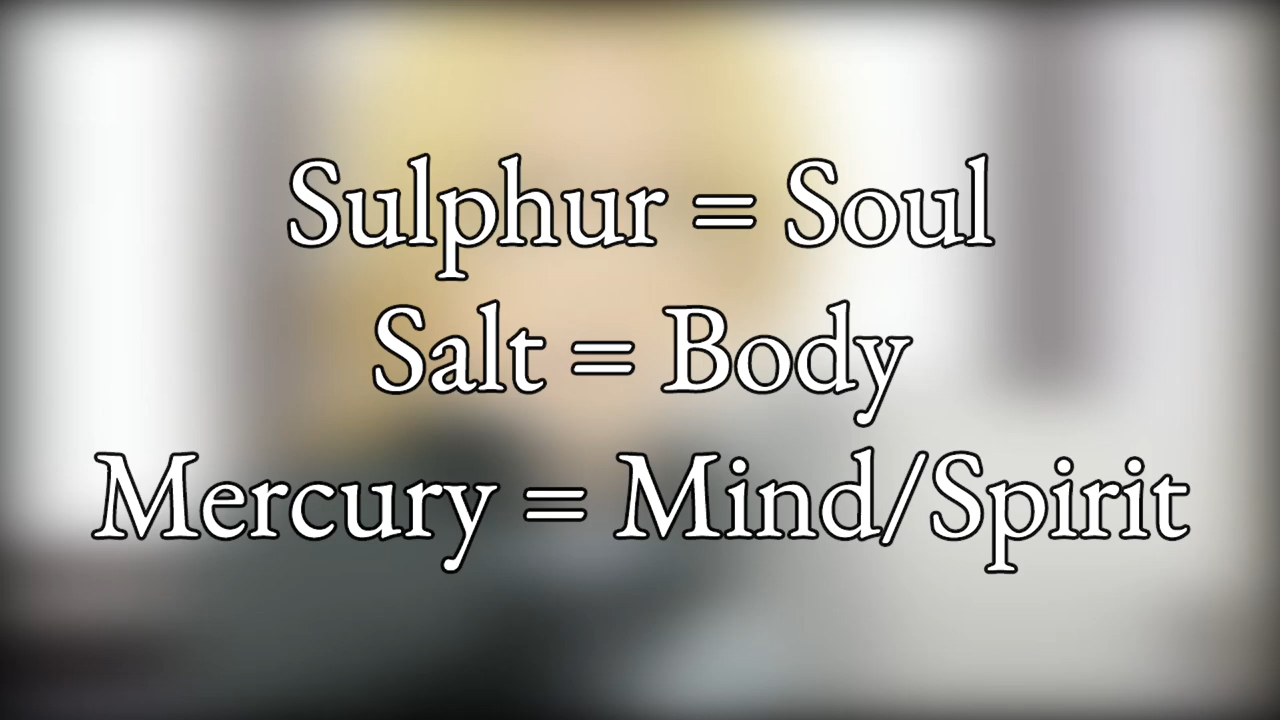 Sulphur = Soul
Salt = Body
Mercury = Mind/Spirit